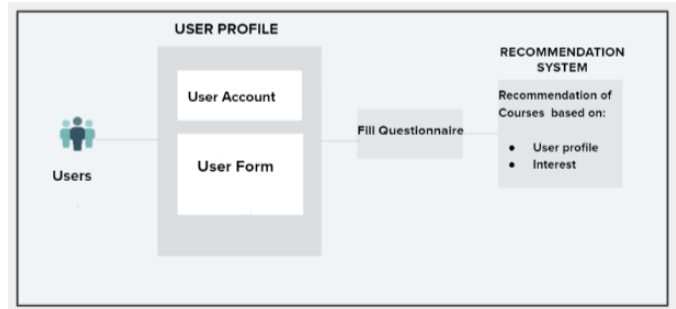 USER PROFILE
User Account
User Form
Users
Fill Questionnaire
RECOMMENDATION
SYSTEM
Recommendation of
Courses based on:
● User profile
● Interest